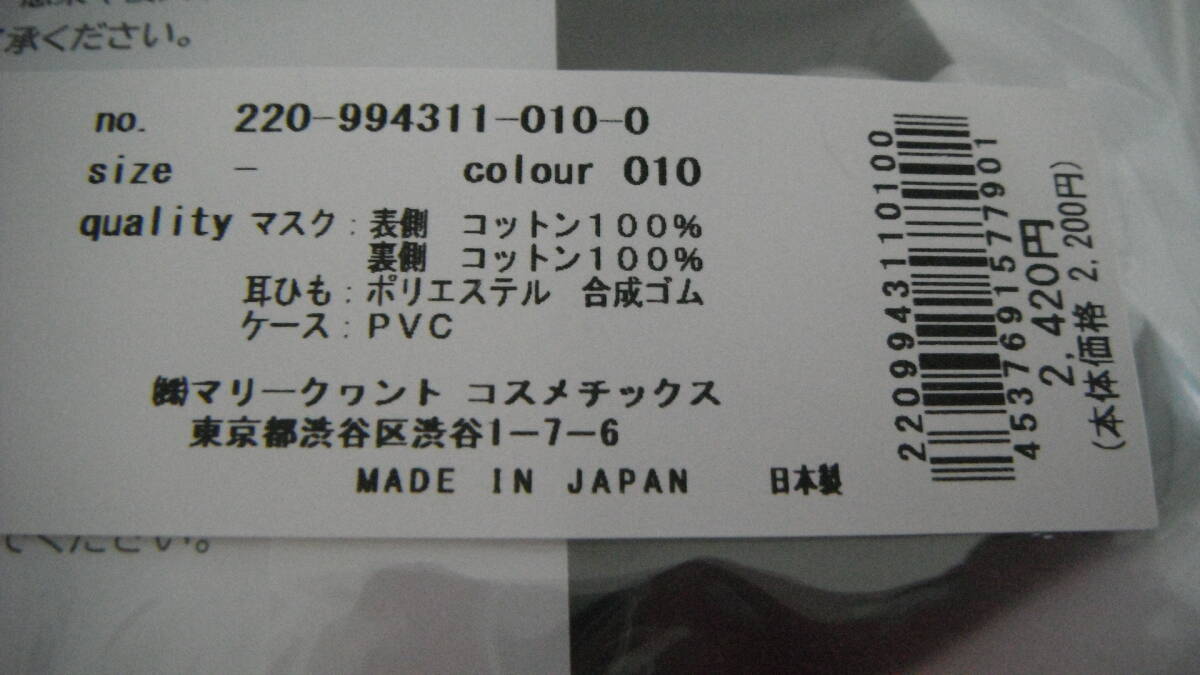 承ください。
no. 220-994311-010-0
size - colour 010
quality マスク：表側 コットン100%
裏側 コットン100%
耳ひも：ポリエステル 合成ゴム
ケース：PVC
㈱マリークヮント コスメチックス
東京都渋谷区渋谷1-7-6
MADE IN JAPAN 日本製
2209943110100
4537691577901
2,420円
(本体価格 2,200円)
ください。